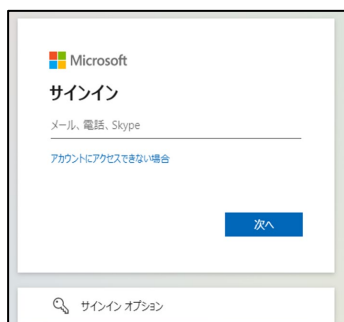 Microsoft
サインイン
メール、電話、Skype
アカウントにアクセスできない場合
次へ
サインイン オプション